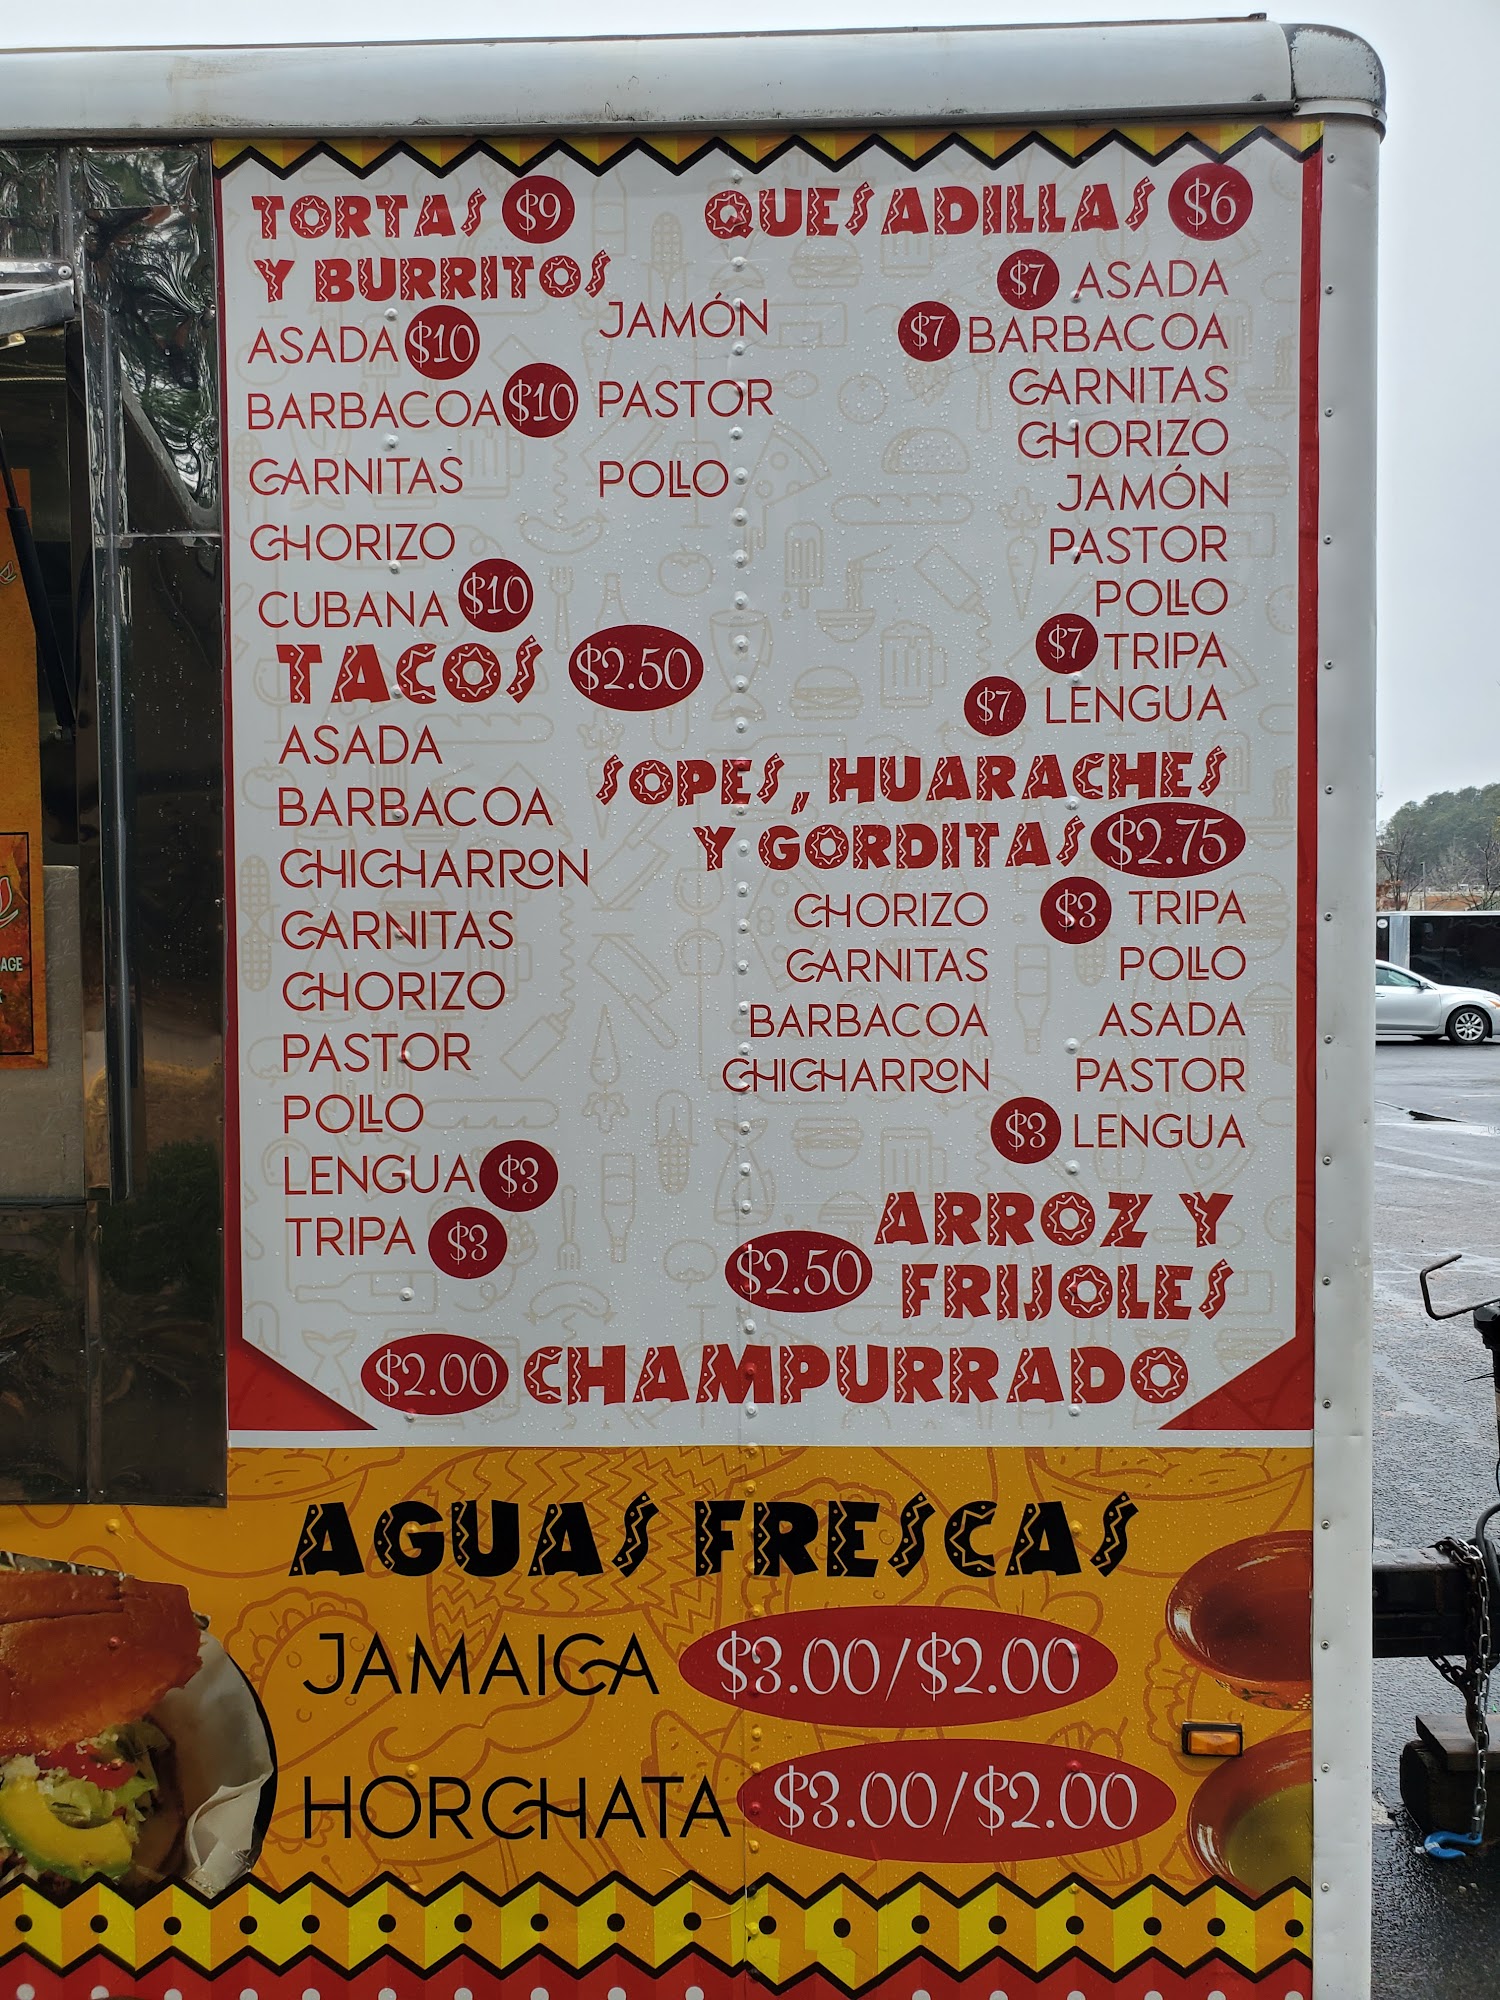 TORTAS $9
Y BURRITOS
ASADA $10
BARBACOA $10
CARNITAS
CHORIZO
CUBANA $10
JAMÓN
PASTOR
POLLO
TACOS $2.50
ASADA
BARBACOA
CHICHARRON
CARNITAS
CHORIZO
PASTOR
POLLO
LENGUA $3
TRIPA $3
QUESADILLAS $6
$7 ASADA
$7 BARBACOA
CARNITAS
CHORIZO
JAMÓN
PASTOR
POLLO
$7 TRIPA
$7 LENGUA
SOPES, HUARACHES
Y GORDITAS $2.75
CHORIZO
CARNITAS
BARBACOA
CHICHARRON
$3 TRIPA
POLLO
ASADA
PASTOR
$3 LENGUA
ARROZ Y
$2.50 FRIJOLES
$2.00 CHAMPURRADO
AGUAS FRESCAS
JAMAICA $3.00/$2.00
HORCHATA $3.00/$2.00